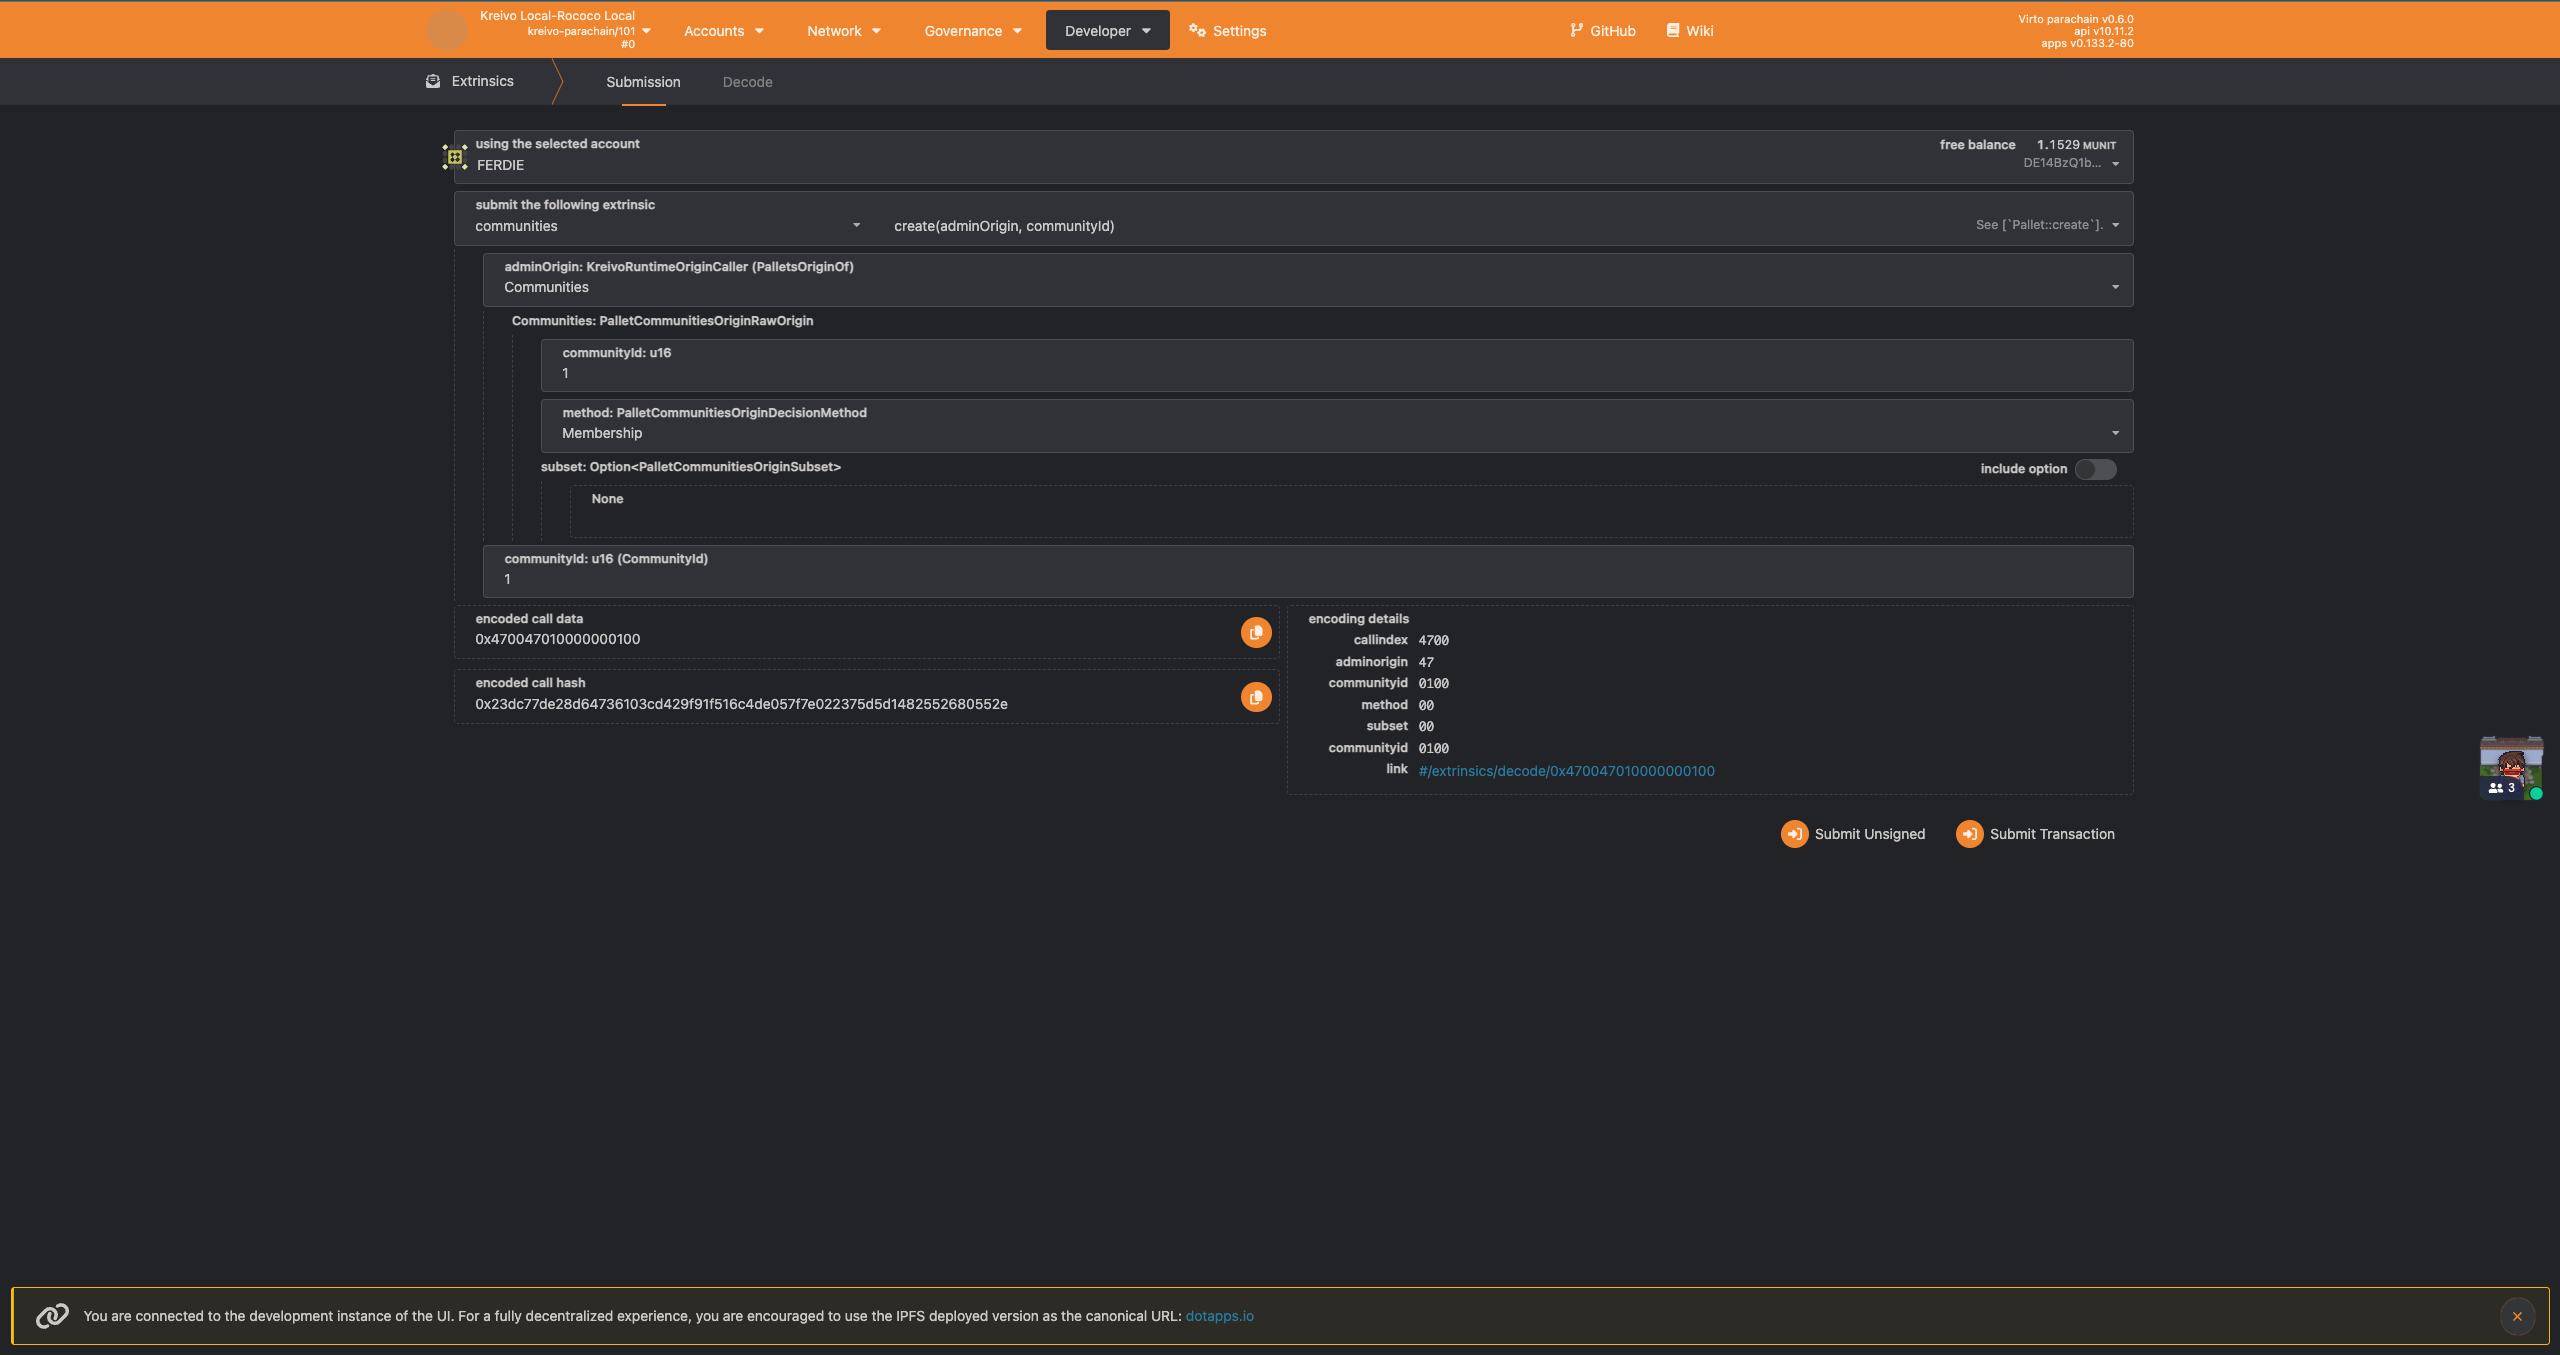 Kreivo Local-Rococo Local
kreivo-parachain/101
#0
Accounts
Network
Governance
Developer
Settings
GitHub
Wiki
Virto parachain v0.6.0
api v10.11.2
apps v0.133.2-80
Extrinsics
Submission
Decode
using the selected account
FERDIE
free balance 1.1529 MUNIT
DE14BzQ1b...
submit the following extrinsic
communities
create(adminOrigin, communityId)
See [`Pallet::create`].
adminOrigin: KreivoRuntimeOriginCaller (PalletsOriginOf)
Communities
Communities: PalletCommunitiesOriginRawOrigin
communityId: u16
1
method: PalletCommunitiesOriginDecisionMethod
Membership
subset: Option<PalletCommunitiesOriginSubset>
include option
None
communityId: u16 (CommunityId)
1
encoded call data
0x470047010000000100
encoded call hash
0x23dc77de28d64736103cd429f91f516c4de057f7e022375d5d1482552680552e
encoding details
callindex 4700
adminorigin 47
communityid 0100
method 00
subset 00
communityid 0100
link #/extrinsics/decode/0x470047010000000100
3
Submit Unsigned
Submit Transaction
You are connected to the development instance of the UI. For a fully decentralized experience, you are encouraged to use the IPFS deployed version as the canonical URL: dotapps.io